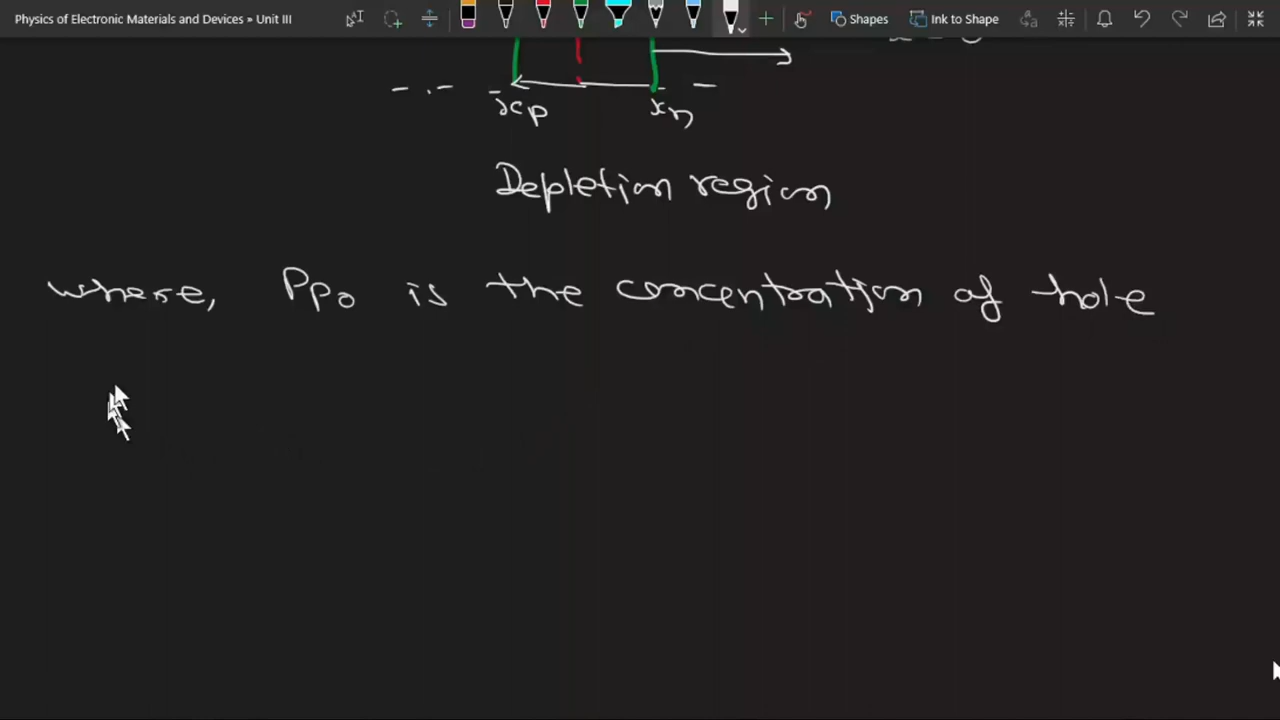 Physics of Electronic Materials and Devices » Unit III
Shapes
Ink to Shape
-xp
xn
Depletion region
where, Pp₀ is the concentration of hole